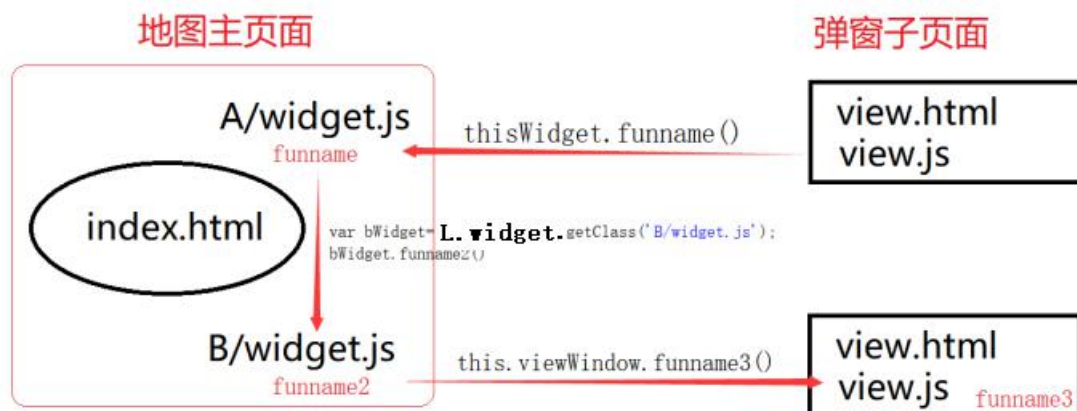 地图主页面
弹窗子页面
A/widget.js
funname
thisWidget.funname()
view.html
view.js
index.html
var bWidget=L.widget.getClass('B/widget.js');
bWidget.funname2()
B/widget.js
funname2
this.viewWindow.funname3()
view.html
view.js funname3